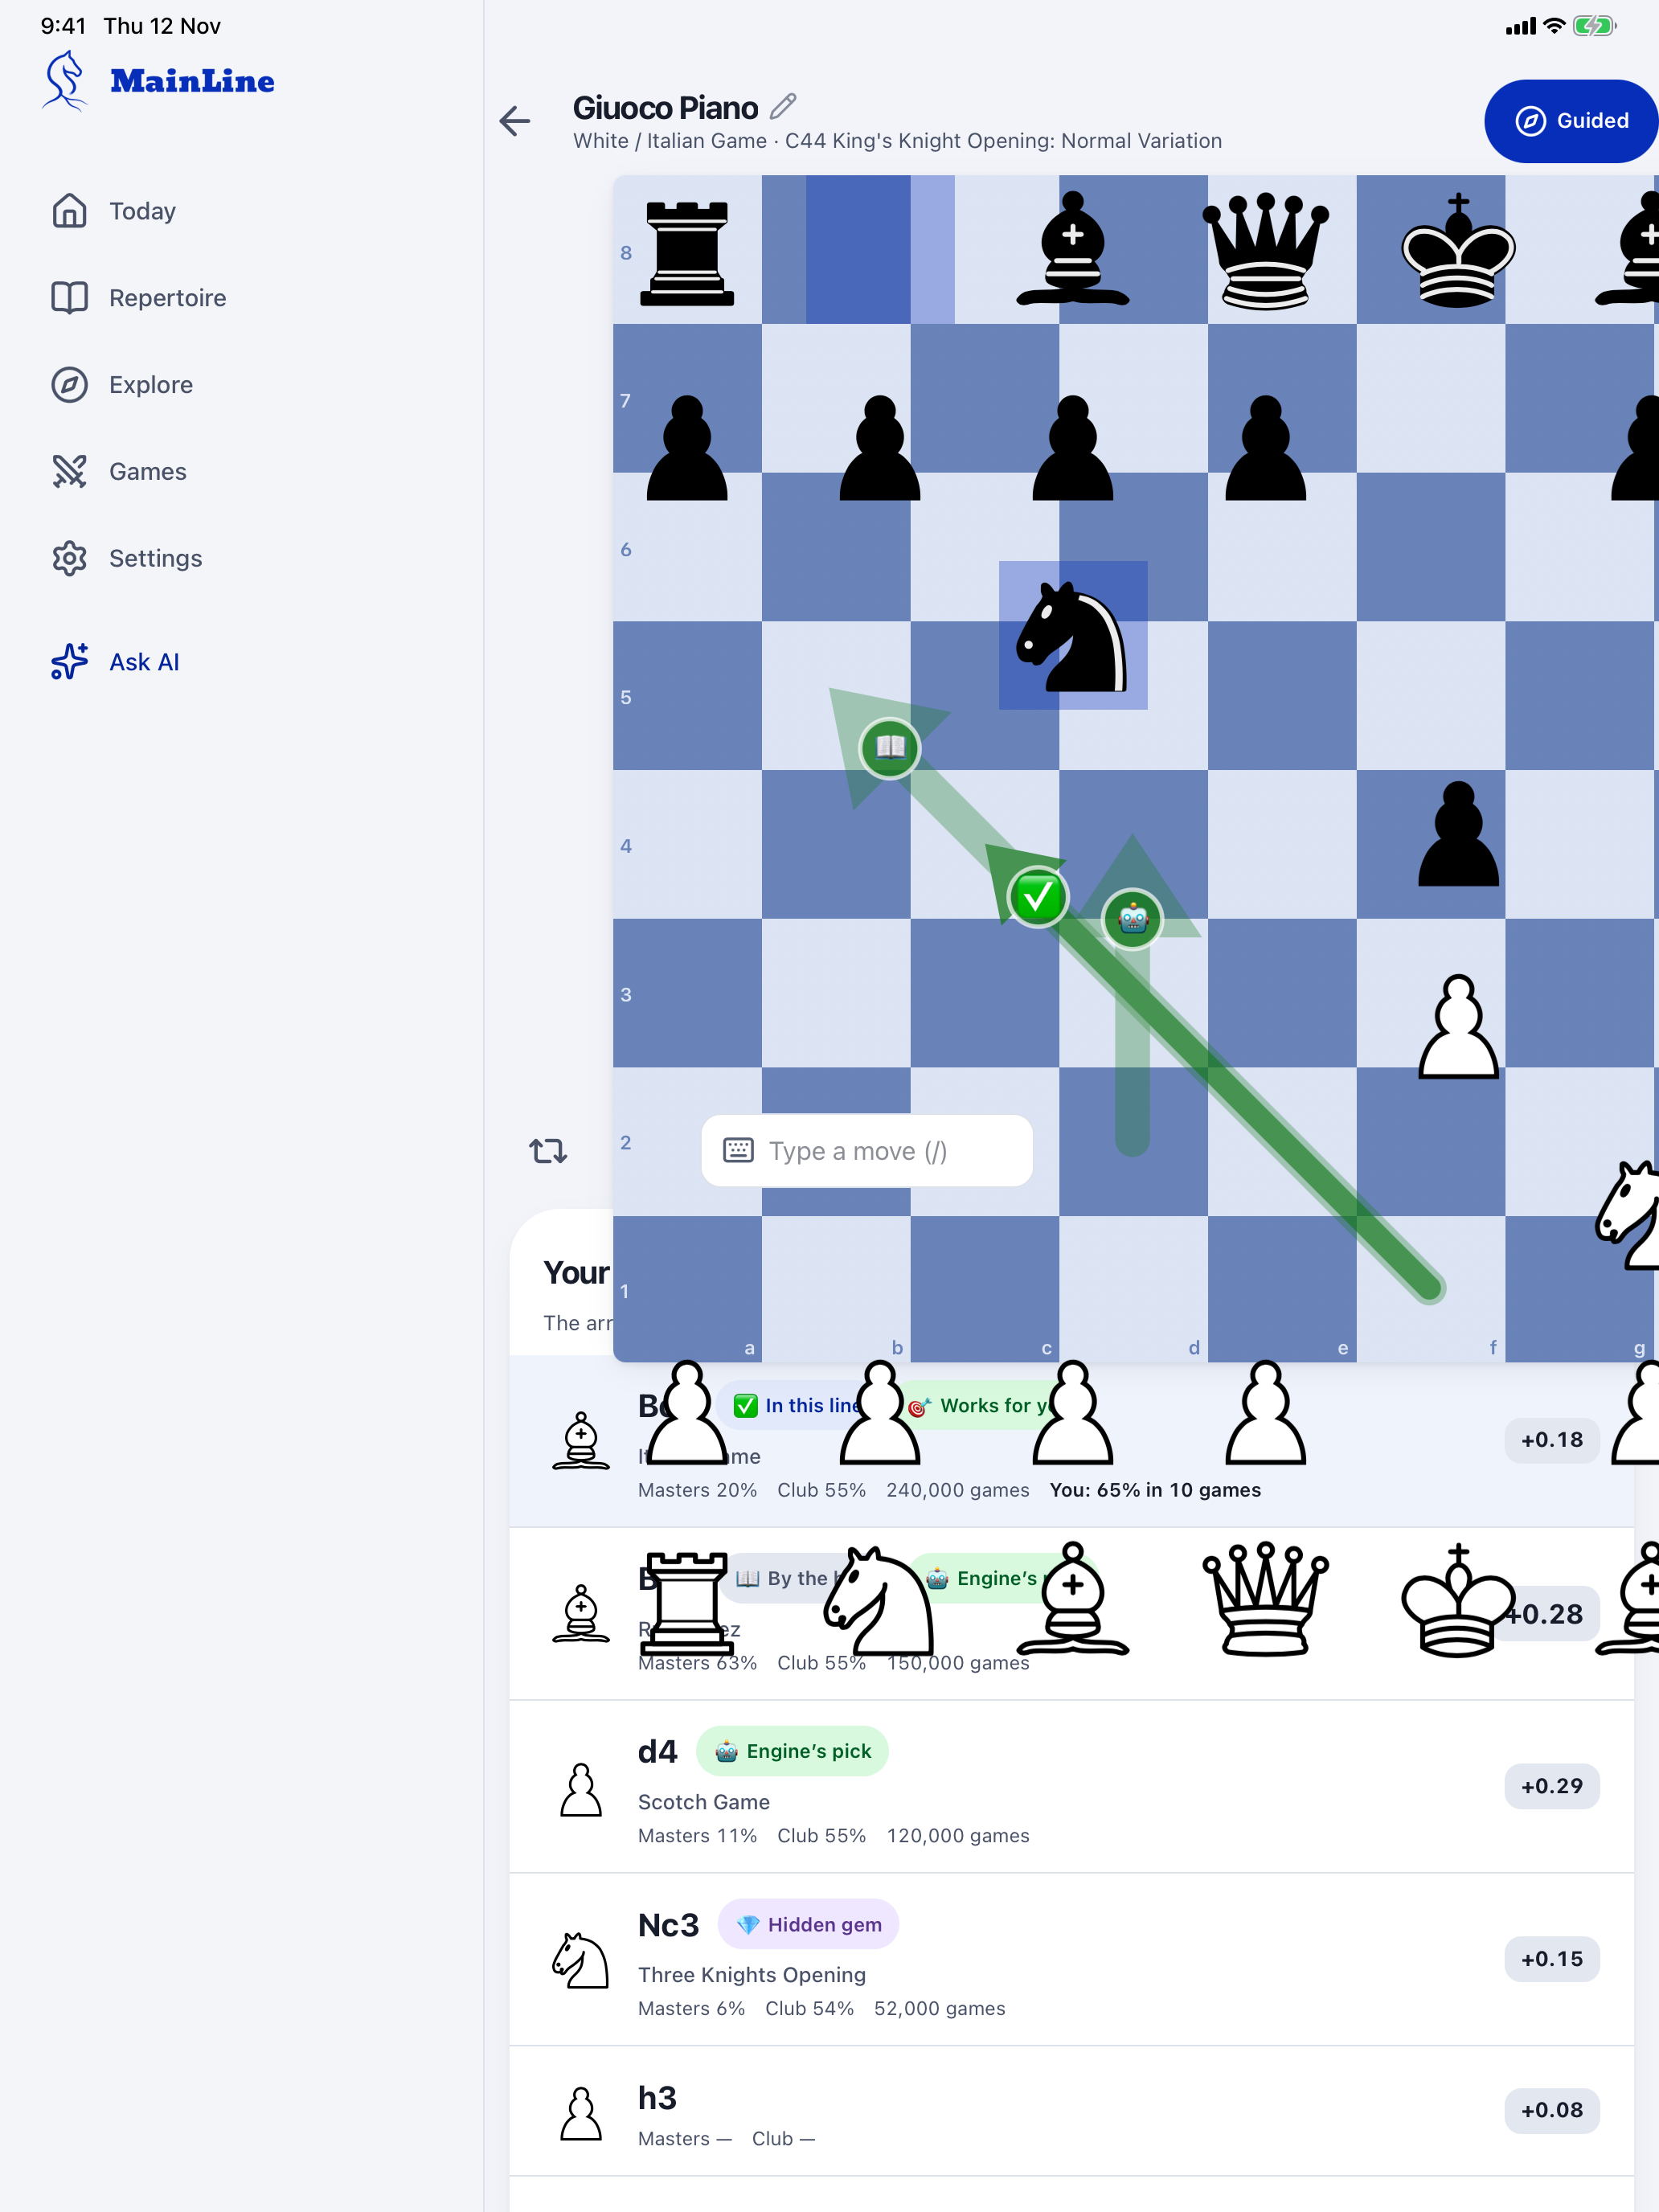 9:41 Thu 12 Nov
MainLine
Today
Repertoire
Explore
Games
Settings
Ask AI
Giuoco Piano
White / Italian Game · C44 King's Knight Opening: Normal Variation
Guided
8
7
6
5
4
3
2
1
a b c d e f g
Type a move (/)
Your
The arr
In this line Works for y
+0.18
Masters 20% Club 55% 240,000 games You: 65% in 10 games
By the Engine's
+0.28
Masters 63% Club 55% 150,000 games
d4 Engine’s pick
Scotch Game
+0.29
Masters 11% Club 55% 120,000 games
Nc3 Hidden gem
Three Knights Opening
+0.15
Masters 6% Club 54% 52,000 games
h3
+0.08
Masters — Club —